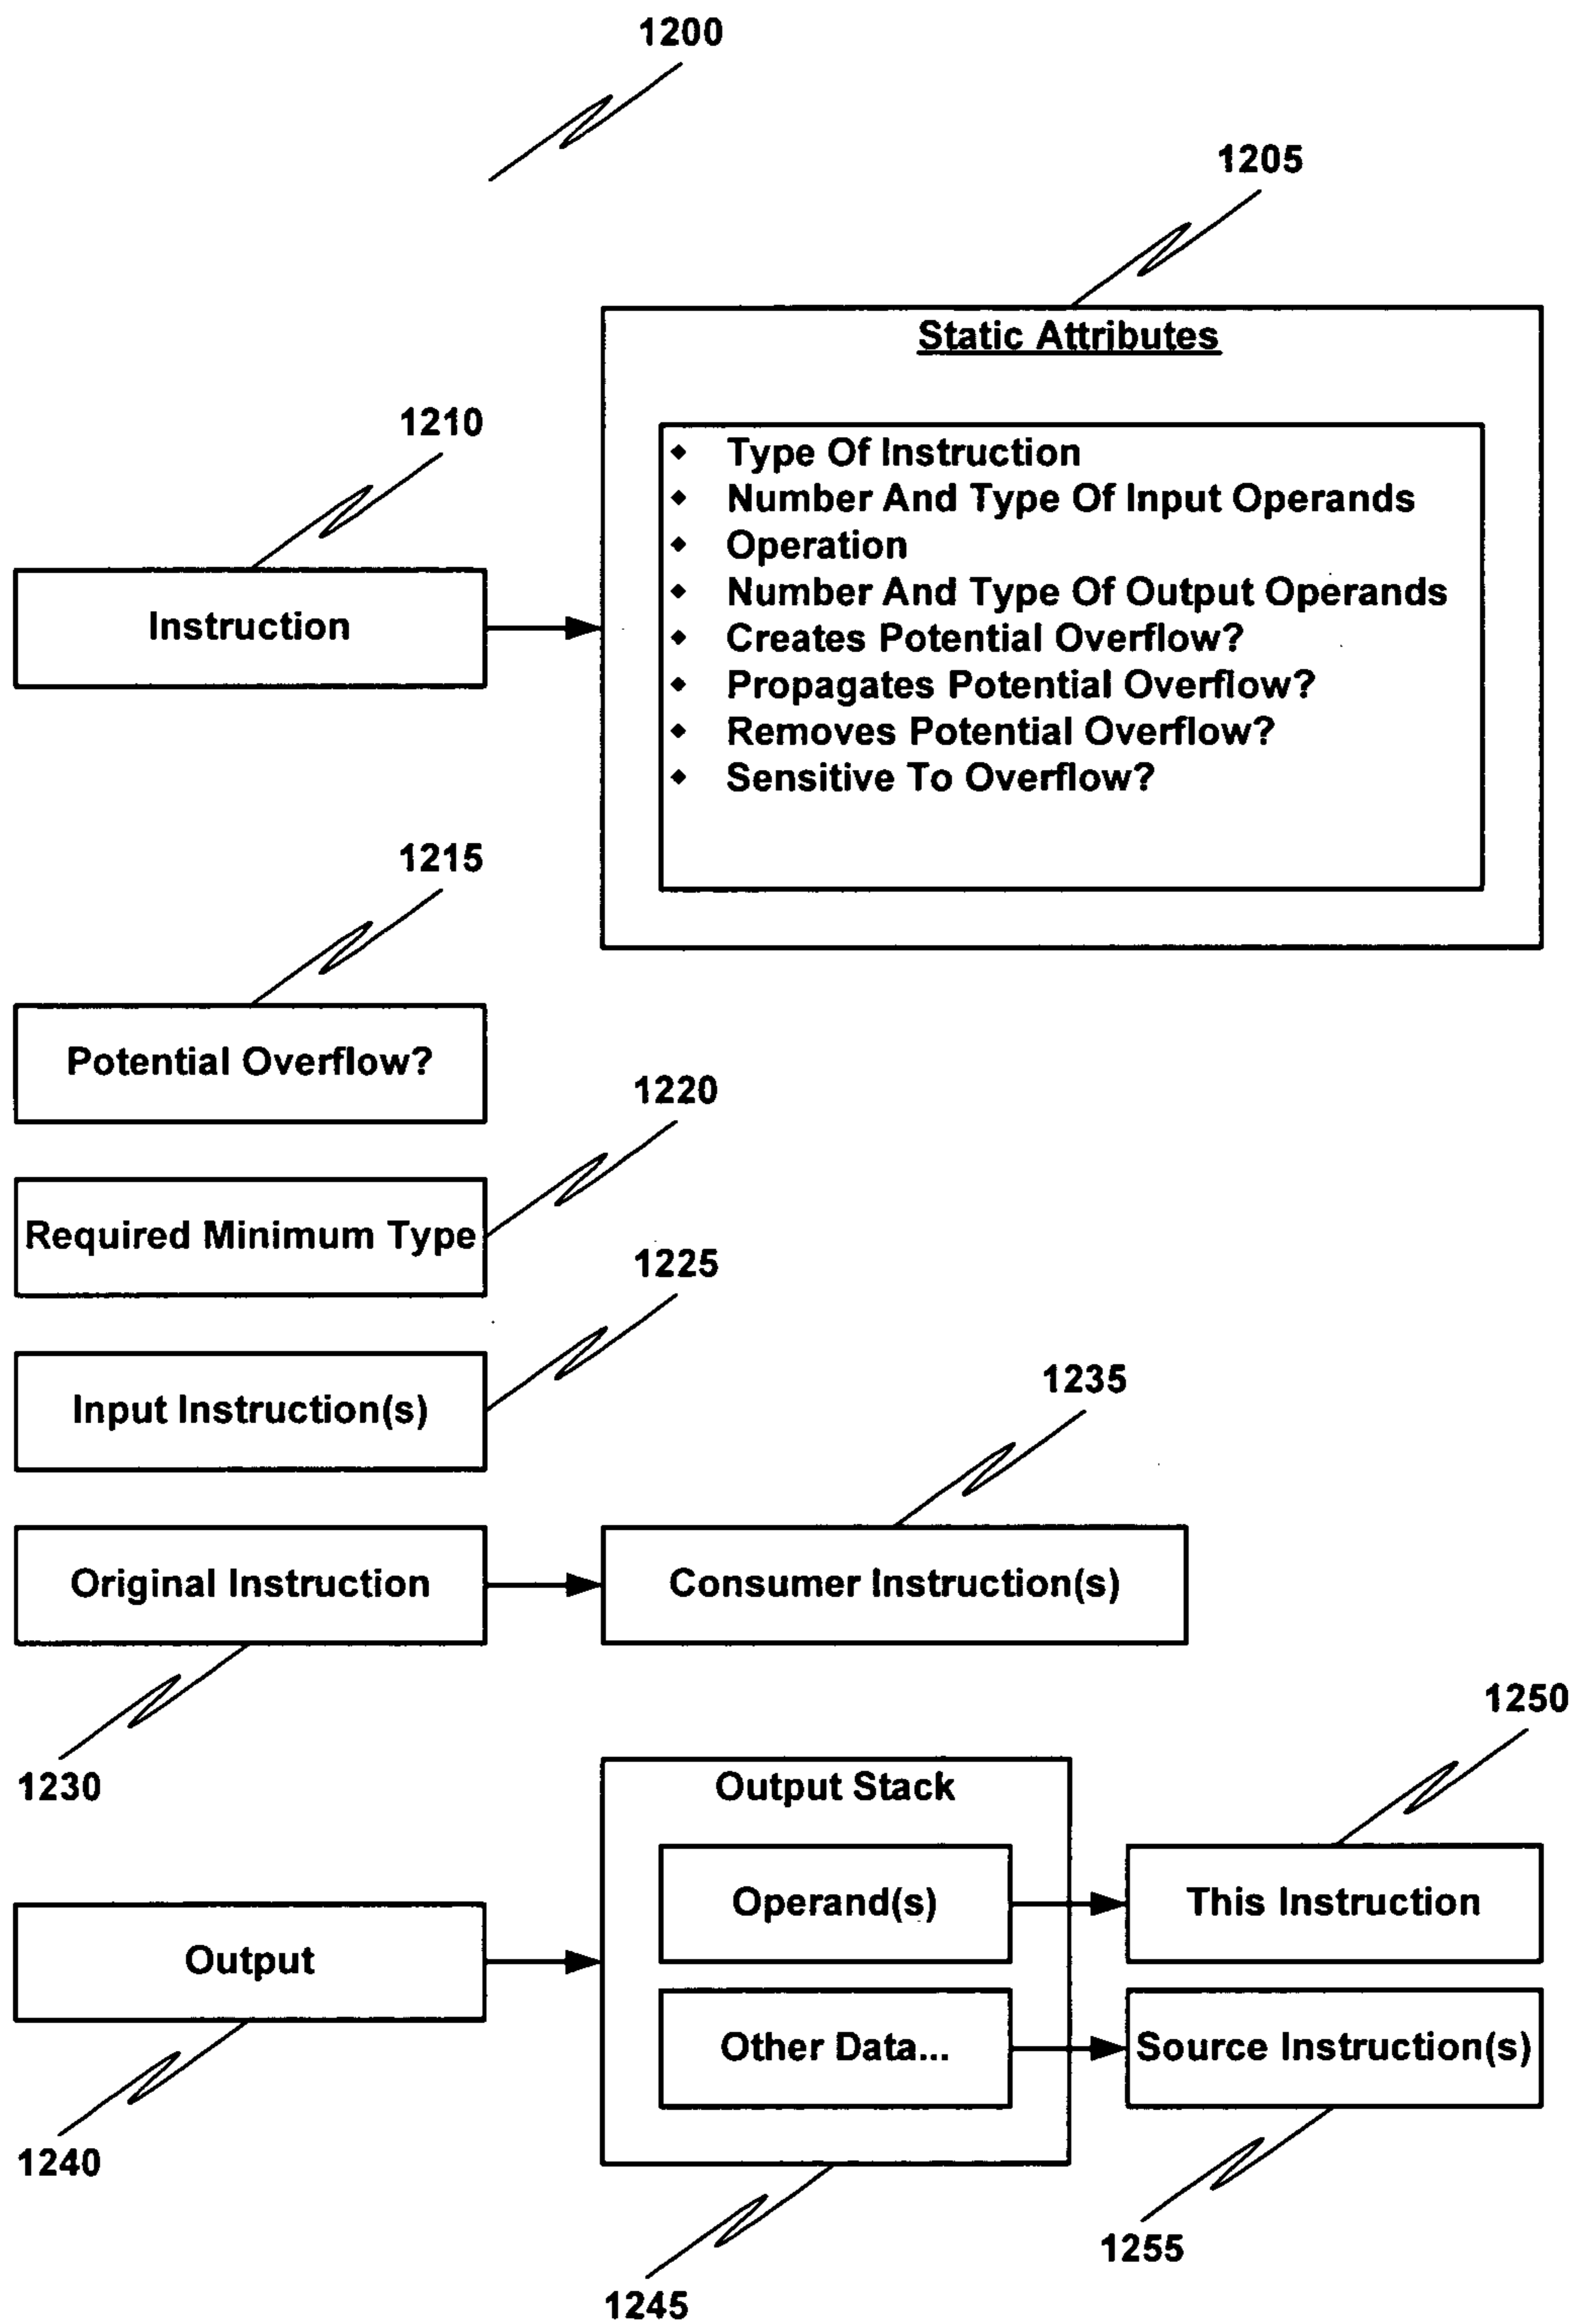 1200
1205
Static Attributes
1210
◆ Type Of Instruction
◆ Number And Type Of Input Operands
◆ Operation
◆ Number And Type Of Output Operands
◆ Creates Potential Overflow?
◆ Propagates Potential Overflow?
◆ Removes Potential Overflow?
◆ Sensitive To Overflow?
Instruction
1215
Potential Overflow?
1220
Required Minimum Type
1225
Input Instruction(s)
1235
Original Instruction
Consumer Instruction(s)
1230
1250
Output Stack
Operand(s)
This Instruction
Output
Other Data...
Source Instruction(s)
1240
1255
1245